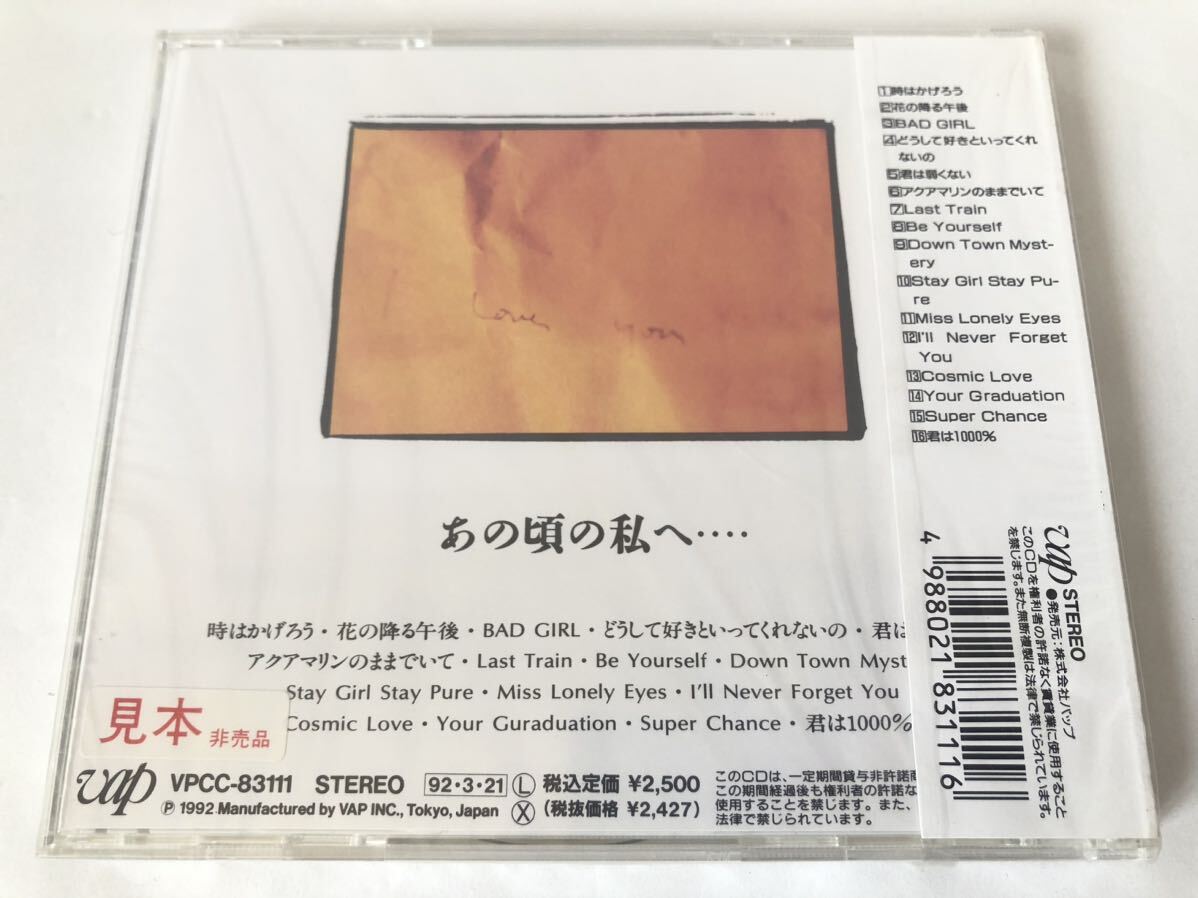 1時はかげろう
2花の降る午後
3BAD GIRL
4どうして好きといってくれ
ないの
5君は弱くない
6アクアマリンのままでいて
7Last Train
8Be Yourself
9Down Town Myst-
ery
10Stay Girl Stay Pu-
re
11Miss Lonely Eyes
12I'll Never Forget
You
13Cosmic Love
14Your Graduation
15Super Chance
16君は1000%
Love you
あの頃の私へ‥‥
時はかげろう・花の降る午後・BAD GIRL・どうして好きといってくれないの・君は
アクアマリンのままでいて・Last Train・Be Yourself・Down Town Myst
Stay Girl Stay Pure・Miss Lonely Eyes・I'll Never Forget You
Cosmic Love・Your Guraduation・Super Chance・君は1000%
見本 非売品
vap VPCC-83111 STEREO 92・3・21 Ⓛ 税込定価 ¥2,500
Ⓟ 1992 Manufactured by VAP INC., Tokyo, Japan Ⓧ (税抜価格 ¥2,427)
このCDは、一定期間貸与非許諾商
この期間経過後も権利者の許諾な
使用することを禁じます。また、
法律で禁じられています。
vap STEREO
●発売元:株式会社バップ
このCDを権利者の許諾なく賃貸業に使用すること
を禁じます。また無断複製は法律で禁じられています。
4 988021 831116